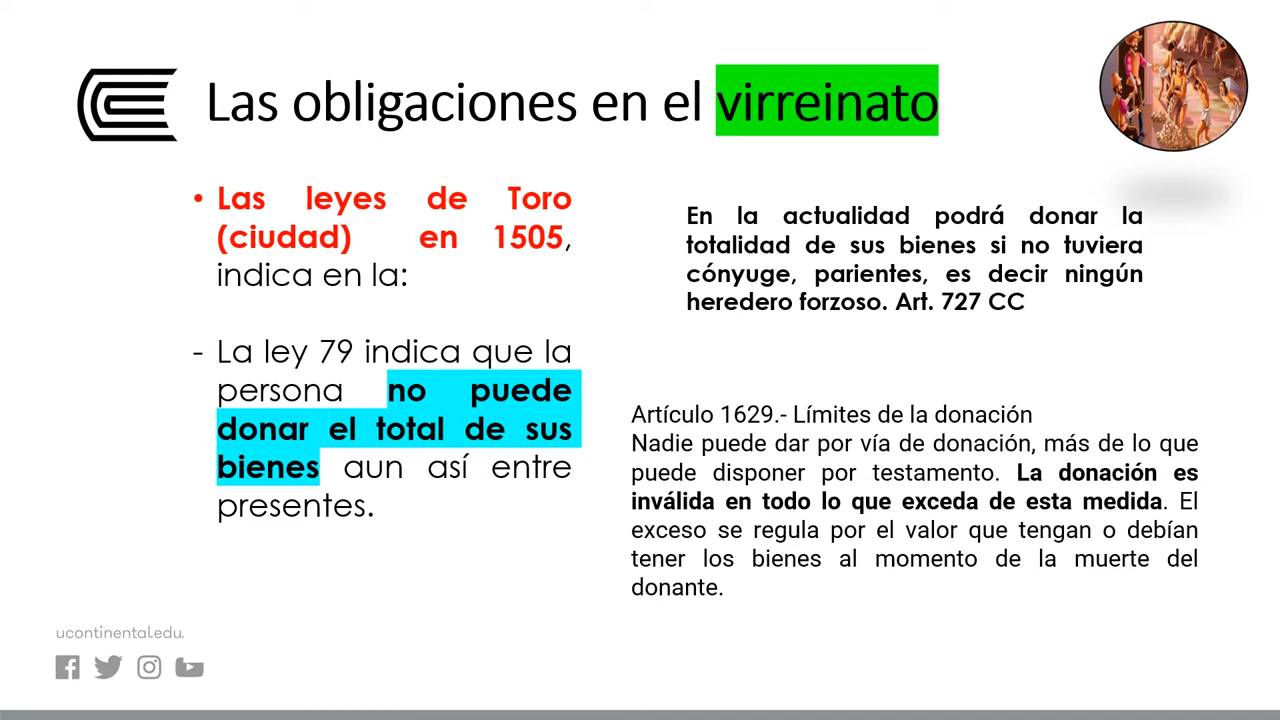 Las obligaciones en el virreinato
• Las leyes de Toro
(ciudad) en 1505,
indica en la:
- La ley 79 indica que la
persona no puede
donar el total de sus
bienes aun así entre
presentes.
En la actualidad podrá donar la
totalidad de sus bienes si no tuviera
cónyuge, parientes, es decir ningún
heredero forzoso. Art. 727 CC
Artículo 1629.- Límites de la donación
Nadie puede dar por vía de donación, más de lo que
puede disponer por testamento. La donación es
inválida en todo lo que exceda de esta medida. El
exceso se regula por el valor que tengan o debían
tener los bienes al momento de la muerte del
donante.
ucontinental.edu.